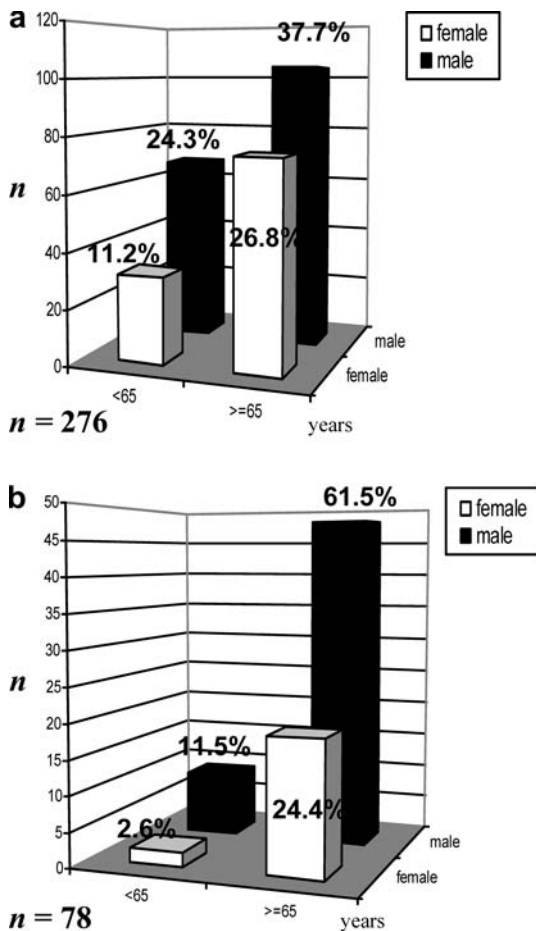 a
120
100
80
60
40
20
0
n
37.7%
24.3%
26.8%
11.2%
female
male
male
female
<65
>=65
years
n = 276
b
50
45
40
35
30
25
20
15
10
5
0
n
61.5%
11.5%
24.4%
2.6%
female
male
male
female
<65
>=65
years
n = 78